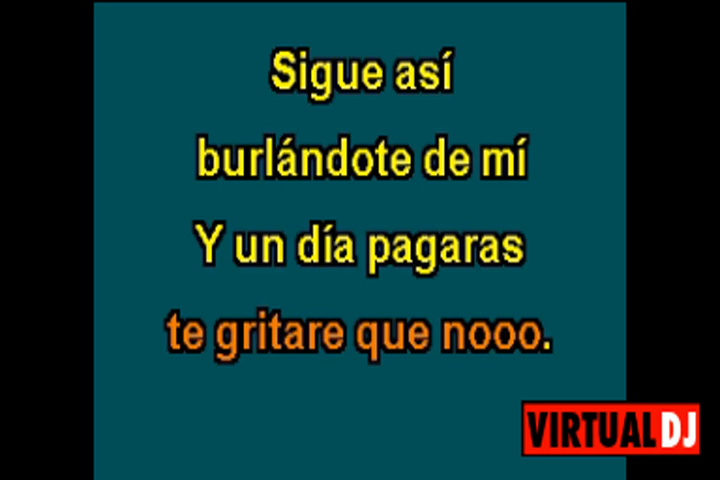 Sigue así
burlándote de mí
Y un día pagaras
te gritare que nooo.
VIRTUAL DJ